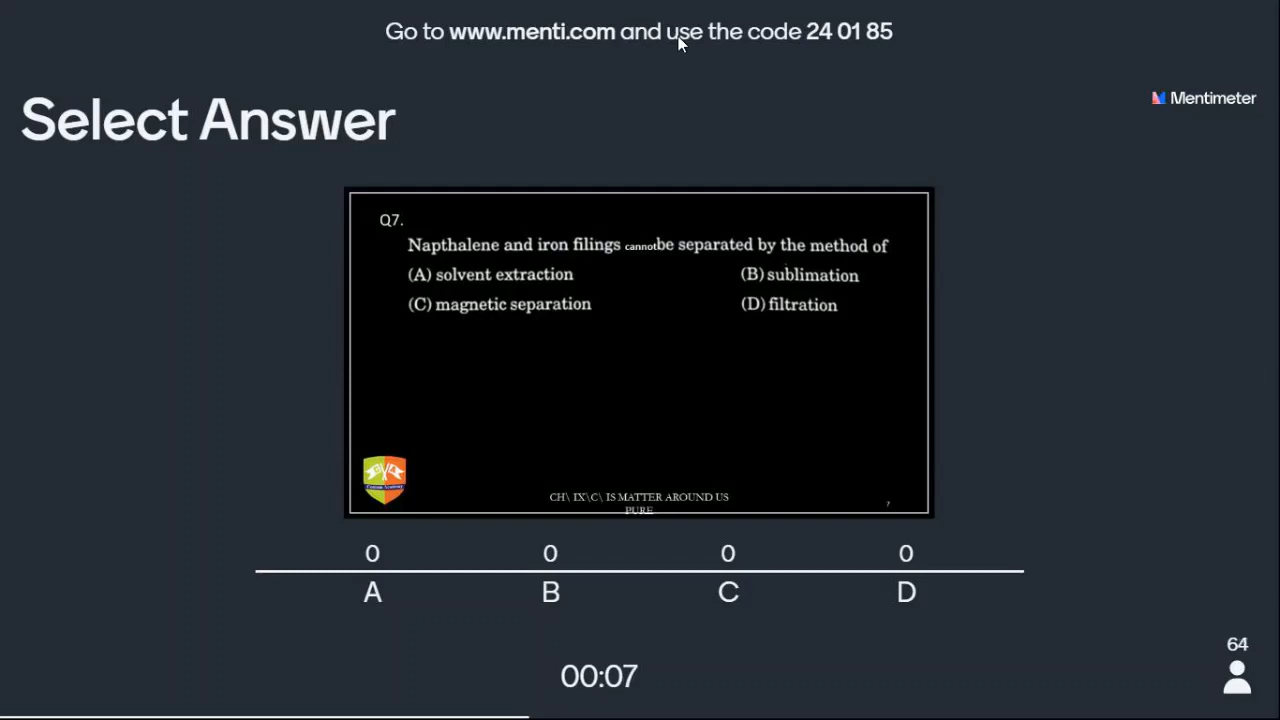 Go to www.menti.com and use the code 24 01 85
Select Answer
Mentimeter
Q7.
Napthalene and iron filings cannotbe separated by the method of
(A) solvent extraction (B) sublimation
(C) magnetic separation (D) filtration
CH\ IX\C\ IS MATTER AROUND US
PURE
7
0 0 0 0
A B C D
64
00:07